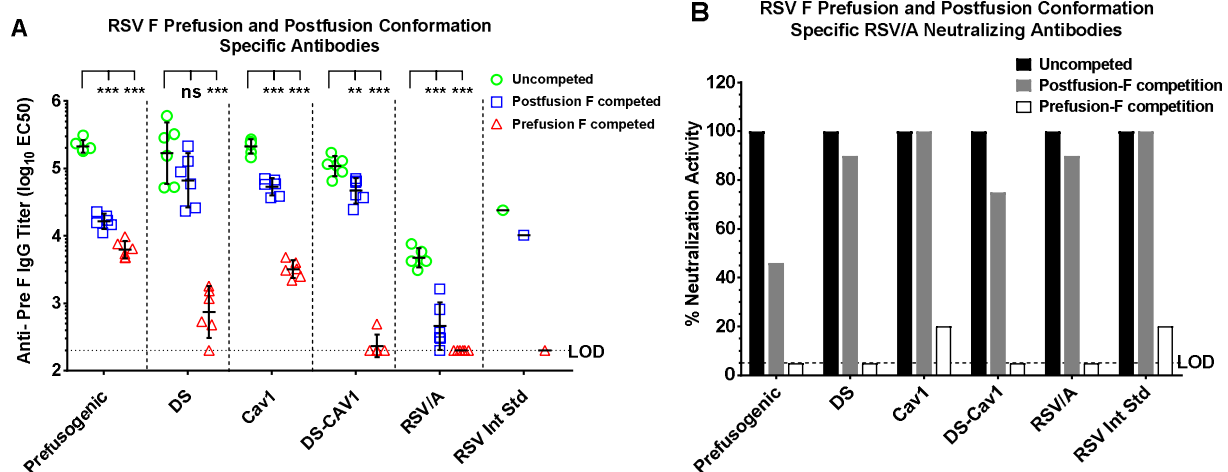 A
RSV F Prefusion and Postfusion Conformation
Specific Antibodies
*** ***
ns ***
*** ***
** ***
*** ***
Uncompeted
Postfusion F competed
Prefusion F competed
Anti- Pre F IgG Titer (log10 EC50)
6
5
4
3
2
LOD
Prefusogenic
DS
Cav1
DS-CAV1
RSV/A
RSV Int Std
B
RSV F Prefusion and Postfusion Conformation
Specific RSV/A Neutralizing Antibodies
Uncompeted
Postfusion-F competition
Prefusion-F competition
% Neutralization Activity
120
100
80
60
40
20
0
LOD
Prefusogenic
DS
Cav1
DS-Cav1
RSV/A
RSV Int Std